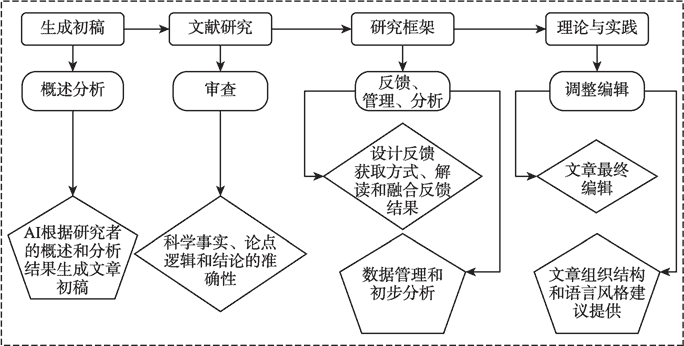 生成初稿
文献研究
研究框架
理论与实践
概述分析
审查
反馈、
管理、分析
调整编辑
设计反馈
获取方式、解
读和融合反馈
结果
文章最终
编辑
AI根据研究者
的概述和分析
结果生成文章
初稿
科学事实、论点
逻辑和结论的准
确性
数据管理和
初步分析
文章组织结构
和语言风格建
议提供